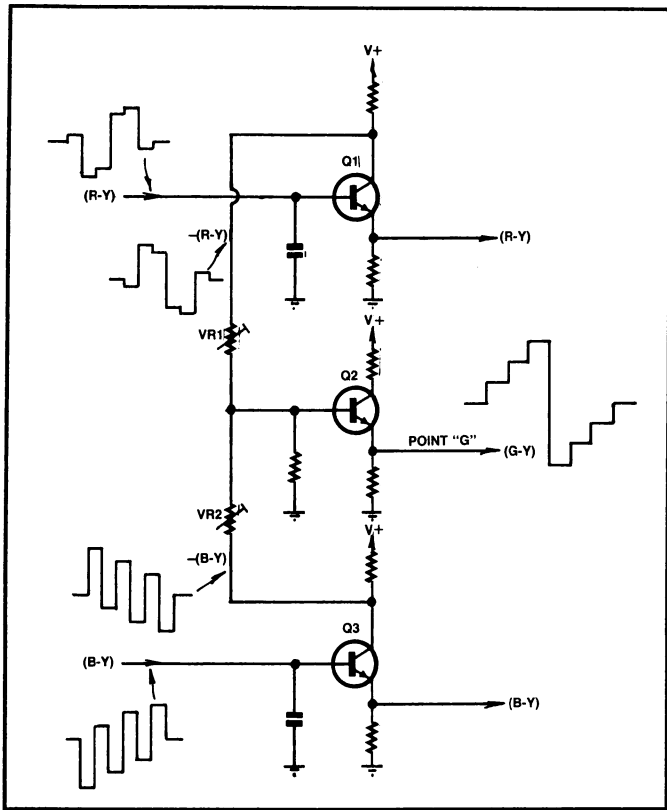 V+
Q1
(R-Y)
–(R-Y)
(R-Y)
VR1
V+
Q2
POINT "G"
(G-Y)
VR2
V+
–(B-Y)
Q3
(B-Y)
(B-Y)